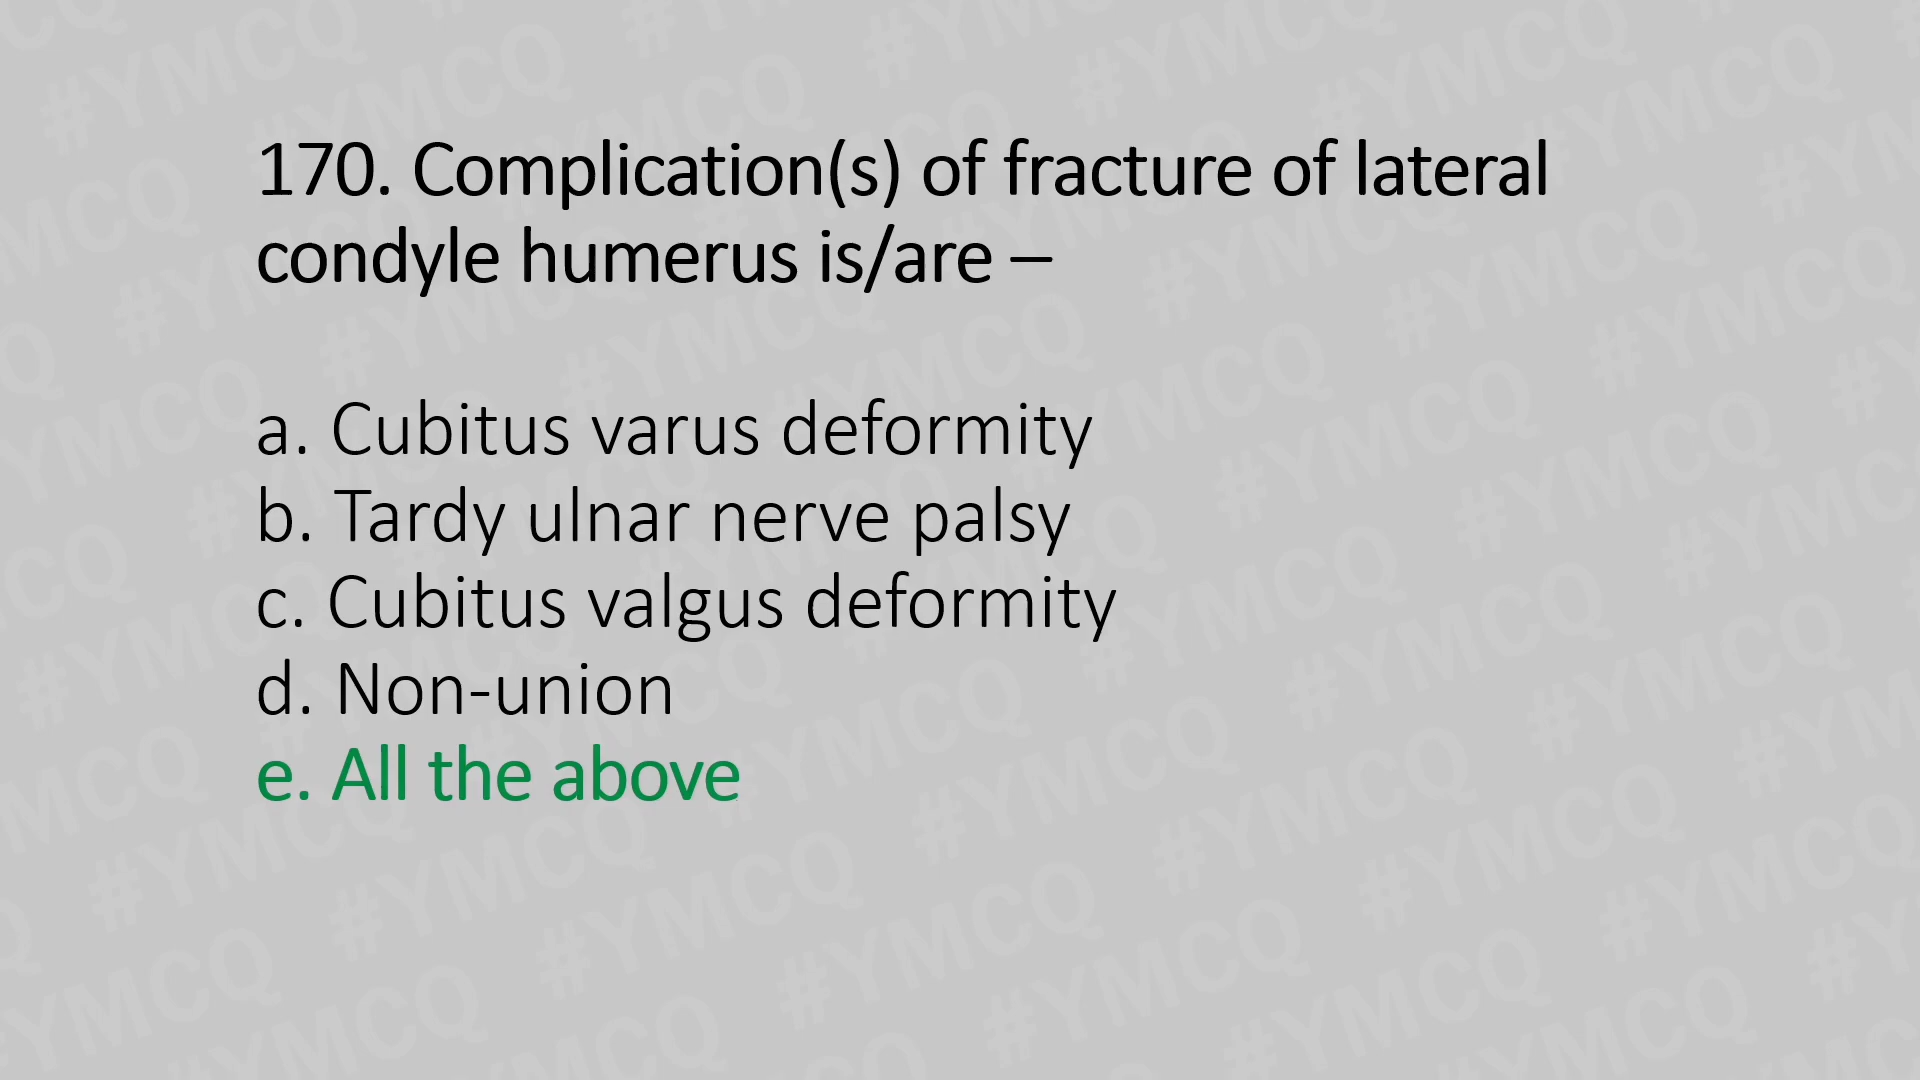 170. Complication(s) of fracture of lateral
condyle humerus is/are –
a. Cubitus varus deformity
b. Tardy ulnar nerve palsy
c. Cubitus valgus deformity
d. Non-union
e. All the above
#YMCQ